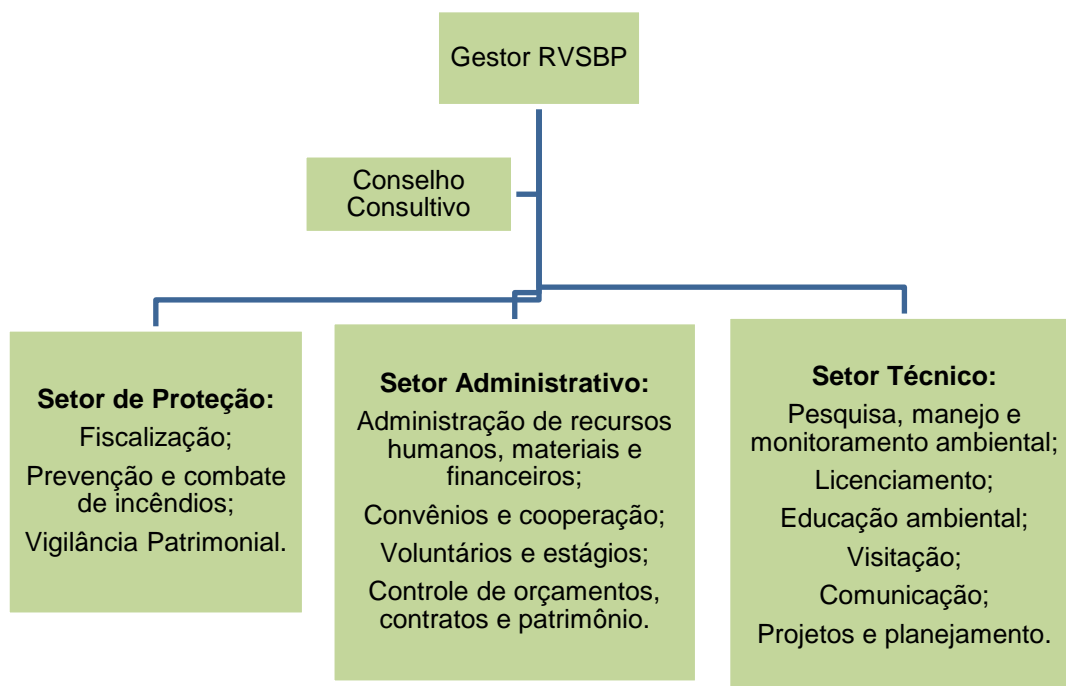 Gestor RVSBP
Conselho
Consultivo
Setor de Proteção:
Fiscalização;
Prevenção e combate
de incêndios;
Vigilância Patrimonial.
Setor Administrativo:
Administração de recursos
humanos, materiais e
financeiros;
Convênios e cooperação;
Voluntários e estágios;
Controle de orçamentos,
contratos e patrimônio.
Setor Técnico:
Pesquisa, manejo e
monitoramento ambiental;
Licenciamento;
Educação ambiental;
Visitação;
Comunicação;
Projetos e planejamento.